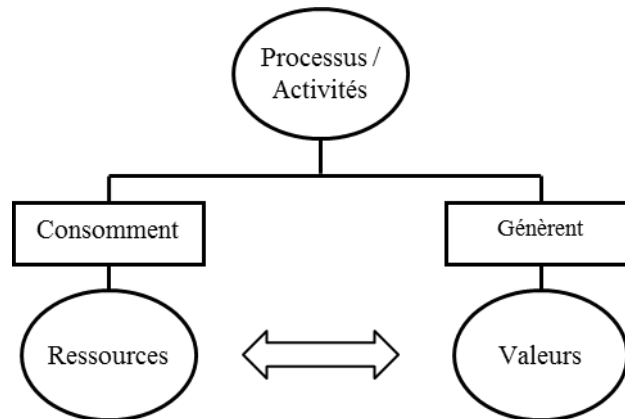 Processus /
Activités
Consomment
Génèrent
Ressources
Valeurs